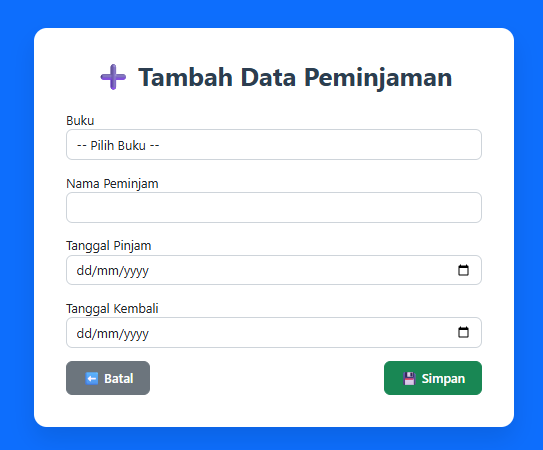 ➕ Tambah Data Peminjaman
Buku
-- Pilih Buku --
Nama Peminjam
Tanggal Pinjam
dd/mm/yyyy
Tanggal Kembali
dd/mm/yyyy
⬅️ Batal
💾 Simpan